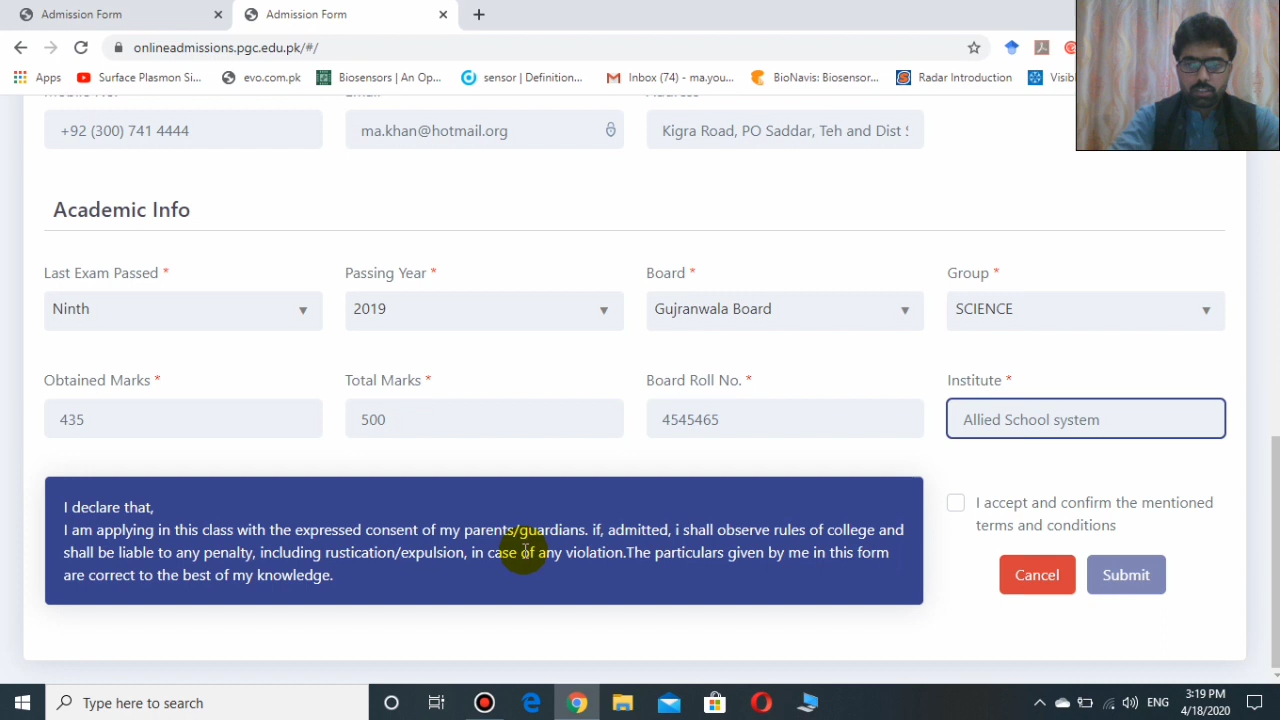 Admission Form
Admission Form
onlineadmissions.pgc.edu.pk/#/
Apps
Surface Plasmon Si...
evo.com.pk
Biosensors | An Op...
sensor | Definition...
Inbox (74) - ma.you...
BioNavis: Biosensor...
Radar Introduction
+92 (300) 741 4444
ma.khan@hotmail.org
Kigra Road, PO Saddar, Teh and Dist
Academic Info
Last Exam Passed *
Passing Year *
Board *
Group *
Ninth
2019
Gujranwala Board
SCIENCE
Obtained Marks *
Total Marks *
Board Roll No. *
Institute *
435
500
4545465
Allied School system
I declare that,
I am applying in this class with the expressed consent of my parents/guardians. if, admitted, i shall observe rules of college and
shall be liable to any penalty, including rustication/expulsion, in case of any violation.The particulars given by me in this form
are correct to the best of my knowledge.
I accept and confirm the mentioned
terms and conditions
Cancel
Submit
Type here to search
ENG
3:19 PM
4/18/2020